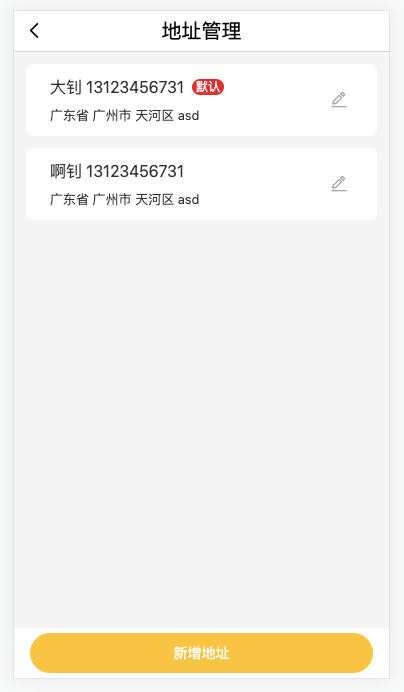 地址管理
大钊 13123456731 默认
广东省 广州市 天河区 asd
啊钊 13123456731
广东省 广州市 天河区 asd
新增地址